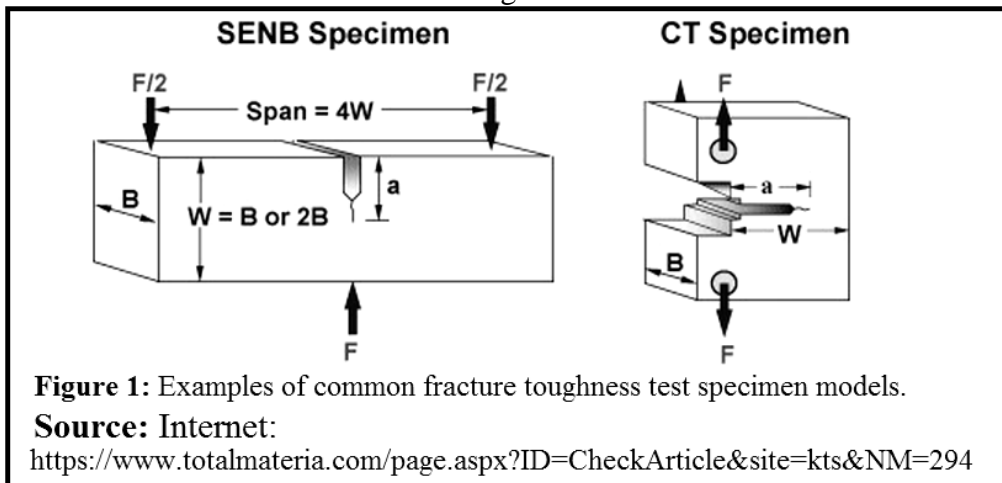 SENB Specimen
CT Specimen
F/2
F/2
F
Span = 4W
a
a
B
W = B or 2B
W
B
F
F
Figure 1: Examples of common fracture toughness test specimen models.
Source: Internet:
https://www.totalmateria.com/page.aspx?ID=CheckArticle&site=kts&NM=294